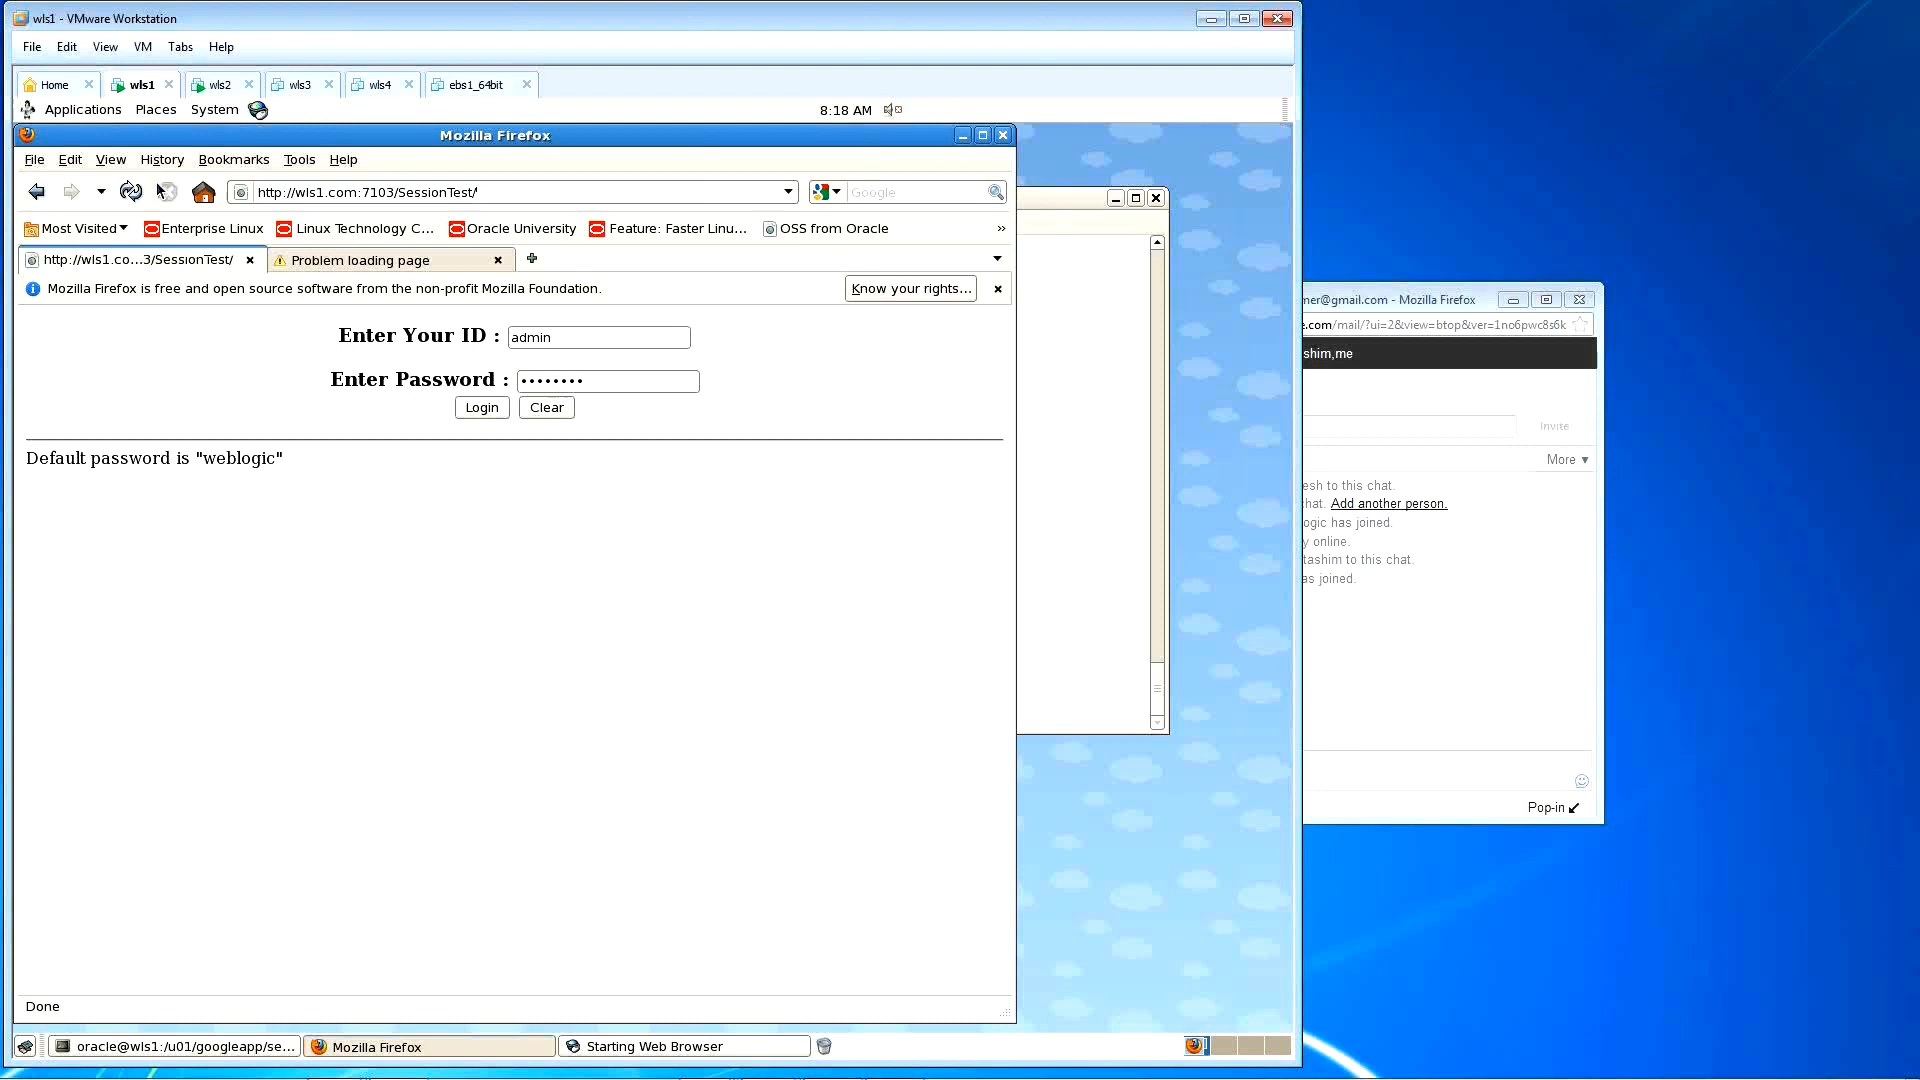 wls1 - VMware Workstation
File Edit View VM Tabs Help
Home wls1 wls2 wls3 wls4 ebs1_64bit
Applications Places System 8:18 AM
Mozilla Firefox
File Edit View History Bookmarks Tools Help
http://wls1.com:7103/SessionTest/ Google
Most Visited Enterprise Linux Linux Technology C... Oracle University Feature: Faster Linu... OSS from Oracle »
http://wls1.co...3/SessionTest/ Problem loading page
Mozilla Firefox is free and open source software from the non-profit Mozilla Foundation. Know your rights...
Enter Your ID : admin
Enter Password : ••••••••
Login Clear
Default password is "weblogic"
Done
oracle@wls1:/u01/googleapp/se... Mozilla Firefox Starting Web Browser
mer@gmail.com - Mozilla Firefox
e.com/mail/?ui=2&view=btop&ver=1no6pwc8s6k
shim,me
Invite
More ▼
esh to this chat.
chat. Add another person.
ogic has joined.
y online.
tashim to this chat.
as joined.
Pop-in